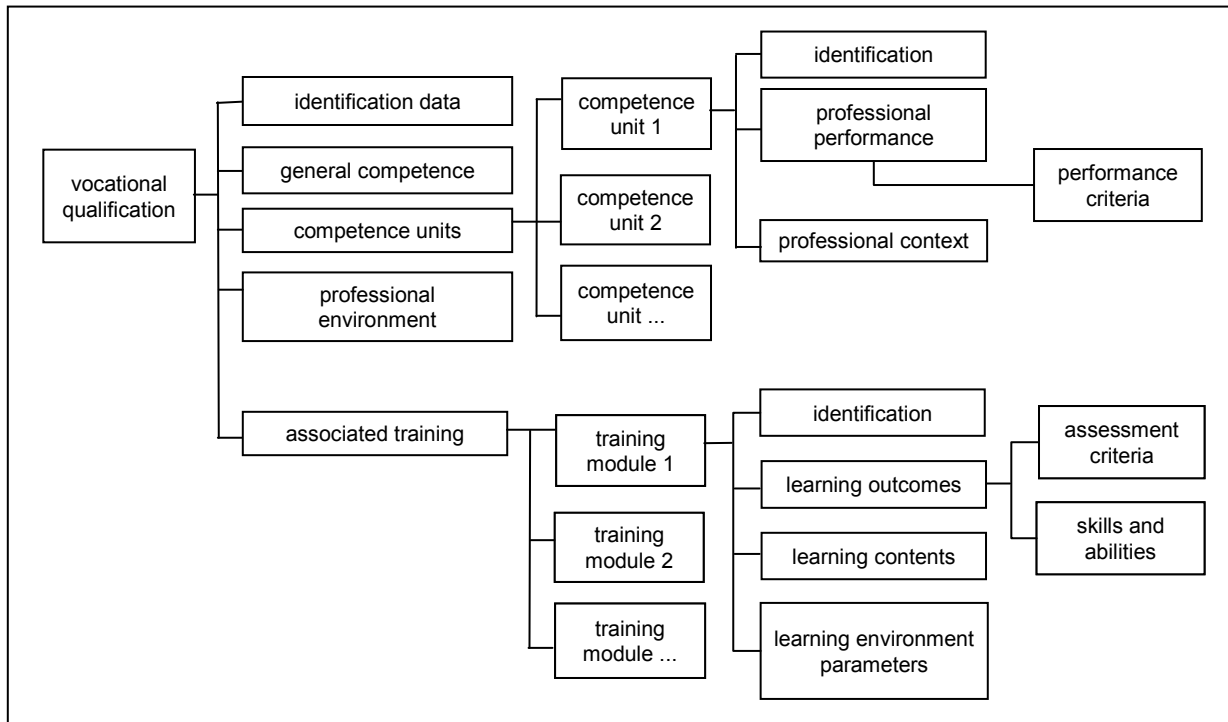 vocational
qualification
identification data
general competence
competence units
professional
environment
associated training
competence
unit 1
competence
unit 2
competence
unit ...
training
module 1
training
module 2
training
module ...
identification
professional
performance
professional context
performance
criteria
identification
learning outcomes
learning contents
learning environment
parameters
assessment
criteria
skills and
abilities